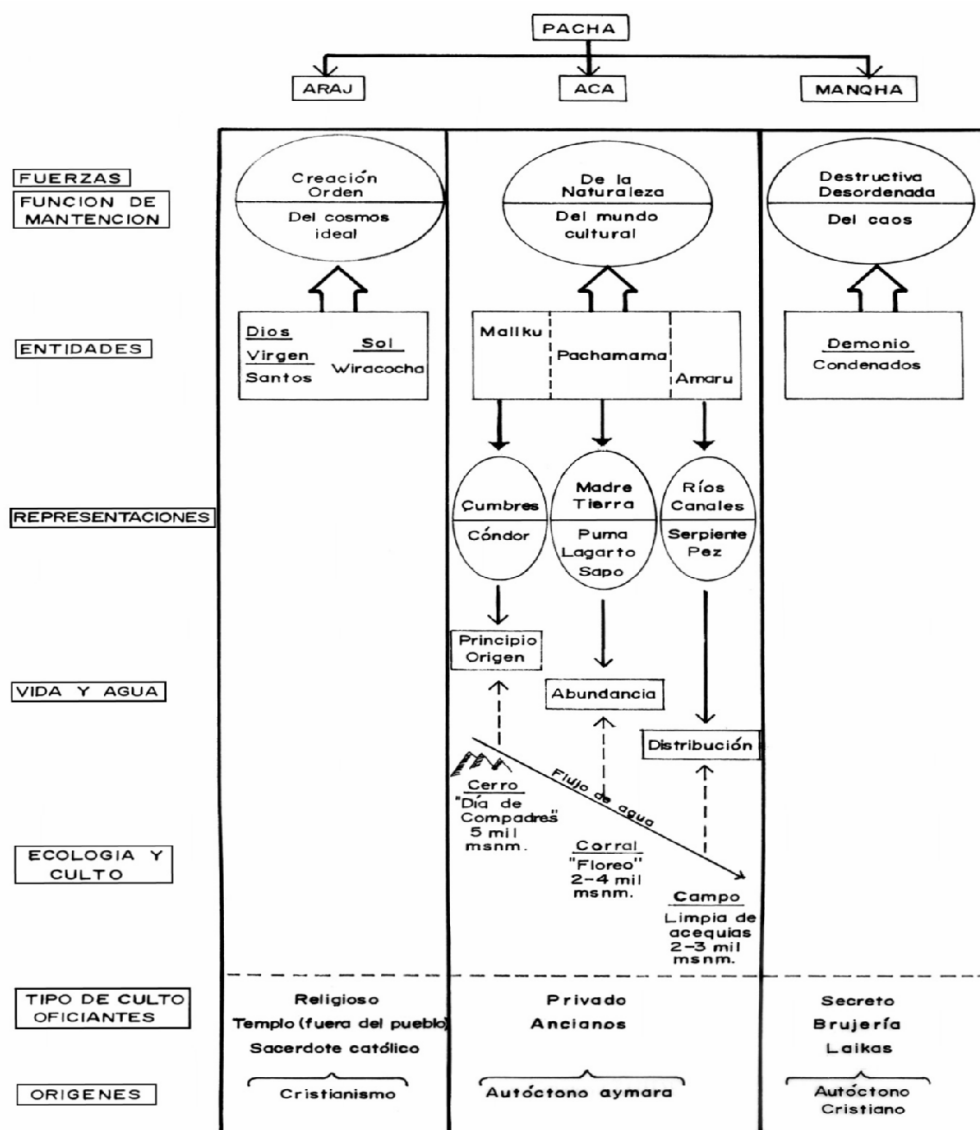 PACHA
ARAJ
ACA
MANQHA
FUERZAS
FUNCION DE
MANTENCION
Creación
Orden
Del cosmos
ideal
De la
Naturaleza
Del mundo
cultural
Destructiva
Desordenada
Del caos
ENTIDADES
Dios
Virgen
Santos
Sol
Wiracocha
Mallku
Pachamama
Amaru
Demonio
Condenados
REPRESENTACIONES
Cumbres
Cóndor
Madre
Tierra
Puma
Lagarto
Sapo
Ríos
Canales
Serpiente
Pez
VIDA Y AGUA
Principio
Origen
Abundancia
Distribución
ECOLOGIA Y
CULTO
Flujo de agua
Cerro
"Día de
Compadres"
5 mil
msnm.
Corral
"Floreo"
2-4 mil
msnm.
Campo
Limpia de
acequias
2-3 mil
msnm.
TIPO DE CULTO
OFICIANTES
Religioso
Templo (fuera del pueblo)
Sacerdote católico
Privado
Ancianos
Secreto
Brujería
Laikas
ORIGENES
Cristianismo
Autóctono aymara
Autóctono
Cristiano